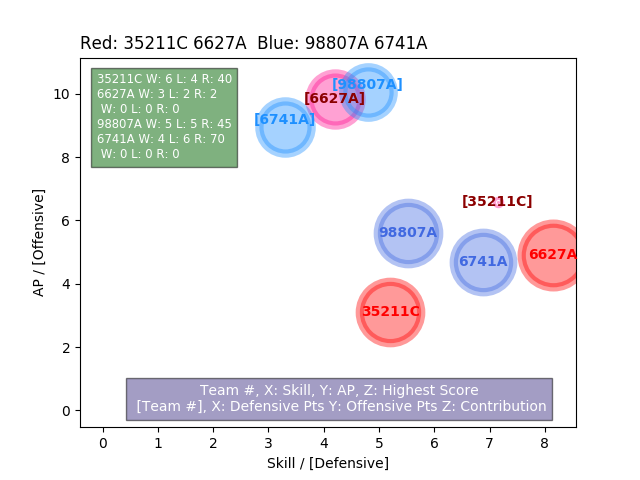 Red: 35211C 6627A  Blue: 98807A 6741A
35211C W: 6 L: 4 R: 40
6627A W: 3 L: 2 R: 2
W: 0 L: 0 R: 0
98807A W: 5 L: 5 R: 45
6741A W: 4 L: 6 R: 70
W: 0 L: 0 R: 0
[98807A]
[6627A]
[6741A]
[35211C]
98807A
6741A
6627A
35211C
Team #, X: Skill, Y: AP, Z: Highest Score
[Team #], X: Defensive Pts Y: Offensive Pts Z: Contribution
AP / [Offensive]
10
8
6
4
2
0
0 1 2 3 4 5 6 7 8
Skill / [Defensive]